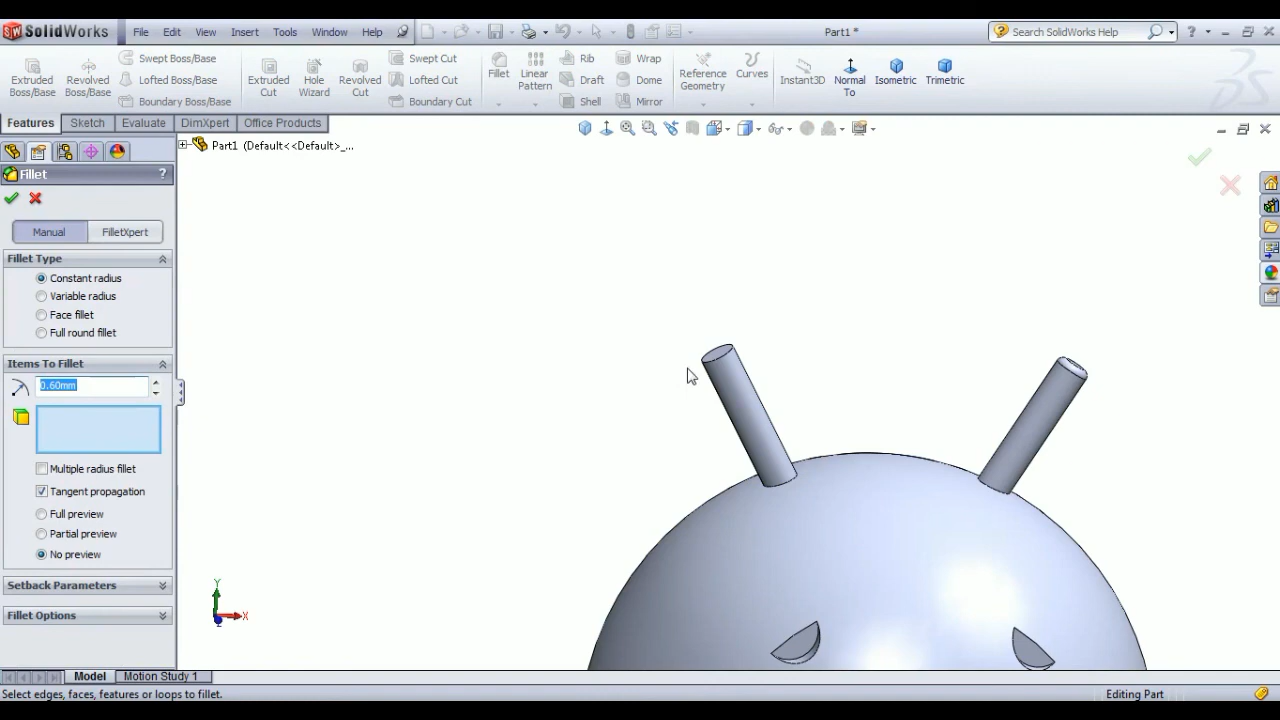 SolidWorks File Edit View Insert Tools Window Help Part1 * Search SolidWorks Help ?
Extruded Boss/Base
Revolved Boss/Base
Swept Boss/Base
Lofted Boss/Base
Boundary Boss/Base
Extruded Cut
Hole Wizard
Revolved Cut
Swept Cut
Lofted Cut
Boundary Cut
Fillet
Linear Pattern
Rib
Draft
Shell
Wrap
Dome
Mirror
Reference Geometry
Curves
Instant3D
Normal To
Isometric
Trimetric
Features Sketch Evaluate DimXpert Office Products
Part1 (Default<<Default>_...
Fillet ?
Manual FilletXpert
Fillet Type
Constant radius
Variable radius
Face fillet
Full round fillet
Items To Fillet
0.60mm
Multiple radius fillet
Tangent propagation
Full preview
Partial preview
No preview
Setback Parameters
Fillet Options
Y
X
Z
Model Motion Study 1
Select edges, faces, features or loops to fillet. Editing Part